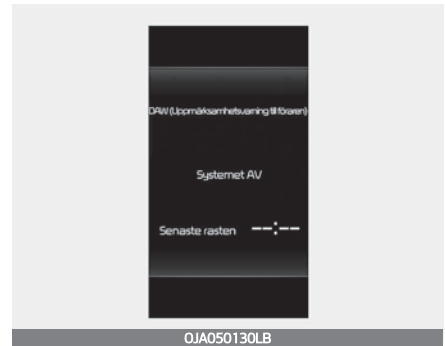 DAW (Uppmärksamhetsvarning till föraren)
Systemet AV
Senaste rasten --:--
OJA050130LB